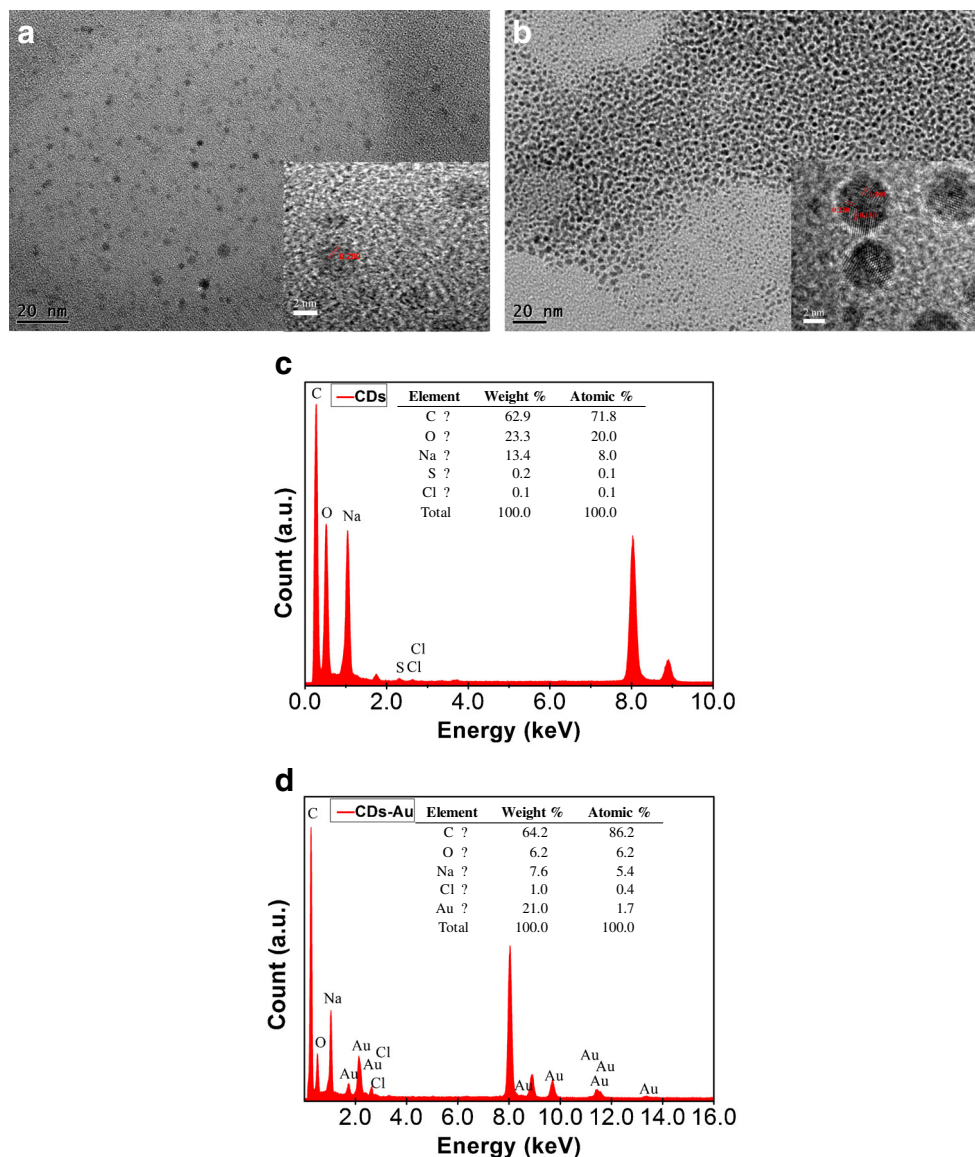 a
20 nm
2 nm
b
20 nm
2 nm
c
CDs
Element Weight % Atomic %
C ? 62.9 71.8
O ? 23.3 20.0
Na ? 13.4 8.0
S ? 0.2 0.1
Cl ? 0.1 0.1
Total 100.0 100.0
C
O
Na
S
Cl
Cl
Count (a.u.)
0.0 2.0 4.0 6.0 8.0 10.0
Energy (keV)
d
CDs-Au
Element Weight % Atomic %
C ? 64.2 86.2
O ? 6.2 6.2
Na ? 7.6 5.4
Cl ? 1.0 0.4
Au ? 21.0 1.7
Total 100.0 100.0
C
O
Na
Au
Au
Au
Cl
Cl
Au
Au
Au
Au
Au
Au
Count (a.u.)
2.0 4.0 6.0 8.0 10.0 12.0 14.0 16.0
Energy (keV)